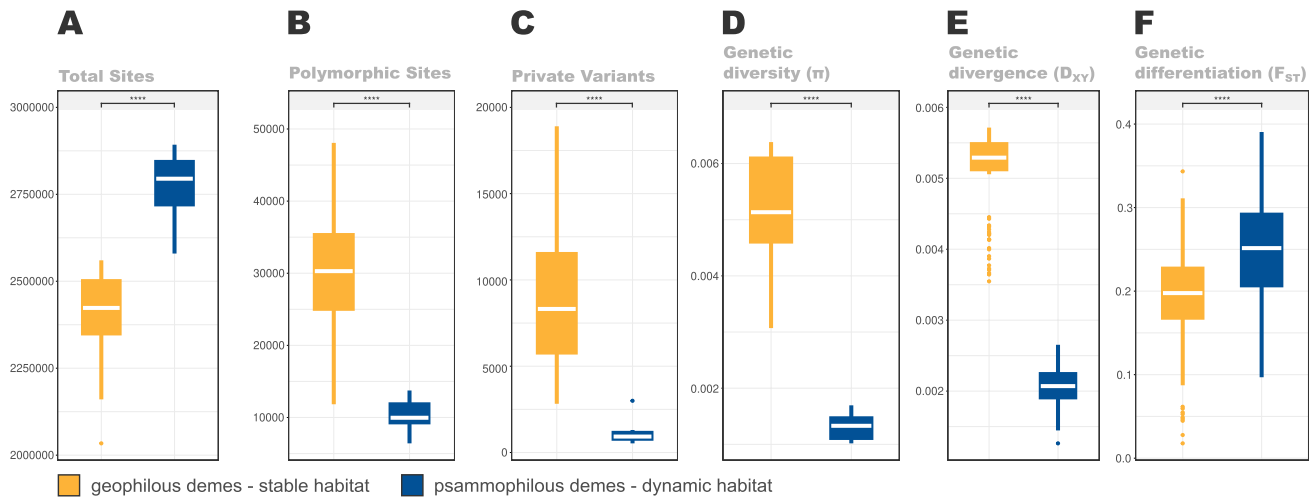 A
B
C
D
E
F
Total Sites
Polymorphic Sites
Private Variants
Genetic
diversity (π)
Genetic
divergence (DXY)
Genetic
differentiation (FST)
****
****
****
****
****
****
3000000
2750000
2500000
2250000
2000000
50000
40000
30000
20000
10000
20000
15000
10000
5000
0
0.006
0.004
0.002
0.006
0.005
0.004
0.003
0.002
0.4
0.3
0.2
0.1
0.0
geophilous demes - stable habitat
psammophilous demes - dynamic habitat